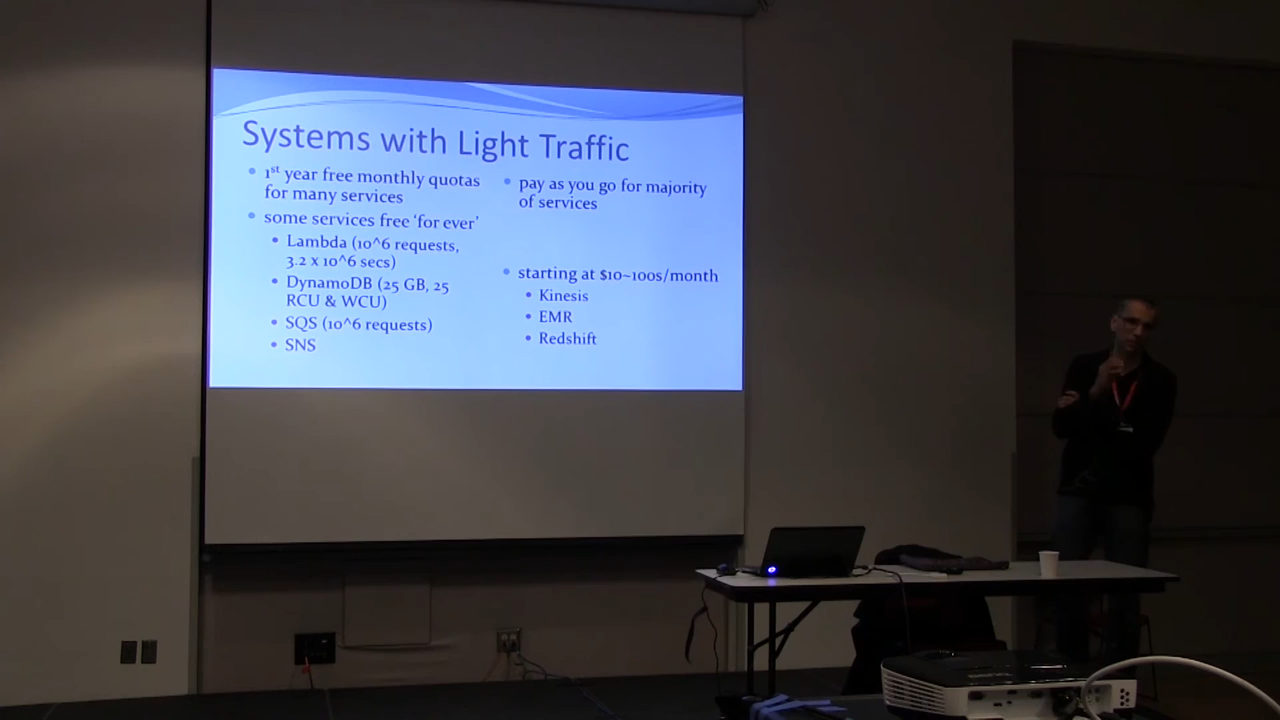 Systems with Light Traffic
1st year free monthly quotas
for many services
some services free 'for ever'
Lambda (10^6 requests,
3.2 x 10^6 secs)
DynamoDB (25 GB, 25
RCU & WCU)
SQS (10^6 requests)
SNS
pay as you go for majority
of services
starting at $10~100s/month
Kinesis
EMR
Redshift